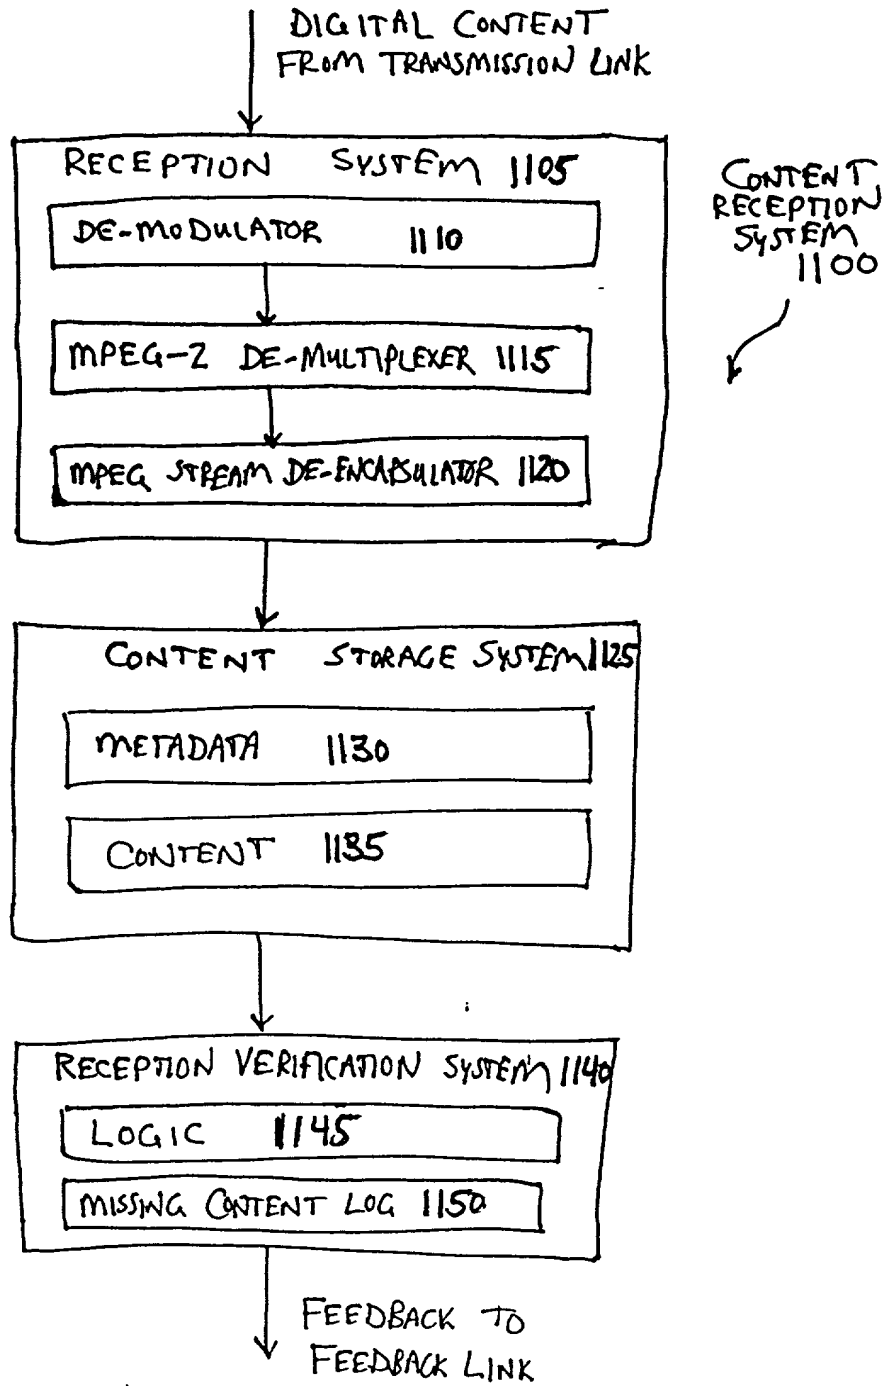 DIGITAL CONTENT
FROM TRANSMISSION LINK
RECEPTION SYSTEM 1105
DE-MODULATOR 1110
MPEG-2 DE-MULTIPLEXER 1115
MPEG STREAM DE-ENCAPSULATOR 1120
CONTENT
RECEPTION
SYSTEM
1100
CONTENT STORAGE SYSTEM 1125
METADATA 1130
CONTENT 1135
RECEPTION VERIFICATION SYSTEM 1140
LOGIC 1145
MISSING CONTENT LOG 1150
FEEDBACK TO
FEEDBACK LINK